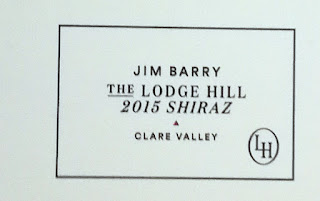 JIM BARRY
THE LODGE HILL
2015 SHIRAZ
CLARE VALLEY
LH